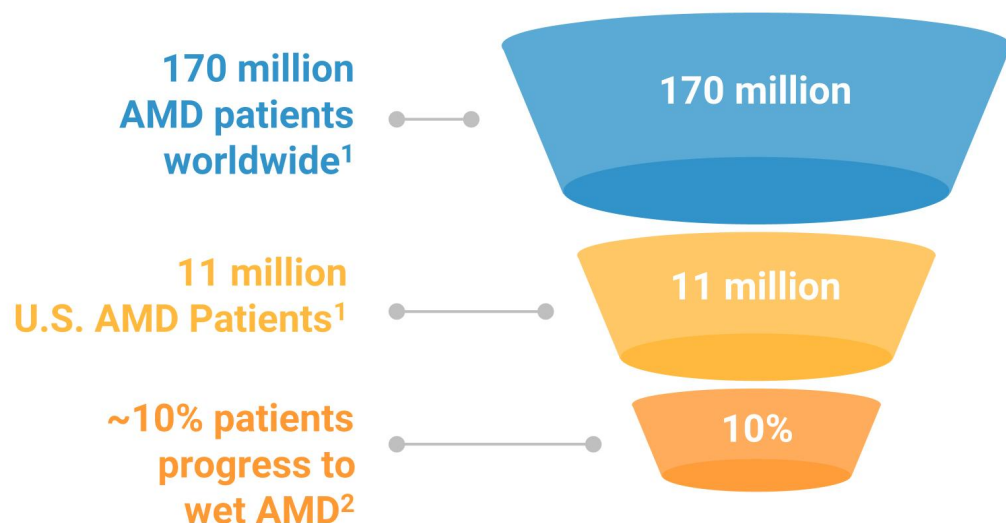 170 million
AMD patients
worldwide¹
170 million
11 million
U.S. AMD Patients¹
11 million
~10% patients
progress to
wet AMD²
10%